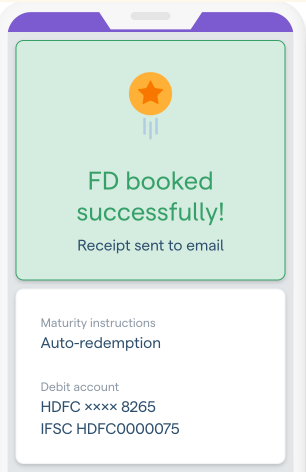 FD booked
successfully!
Receipt sent to email
Maturity instructions
Auto-redemption
Debit account
HDFC ×××× 8265
IFSC HDFC0000075